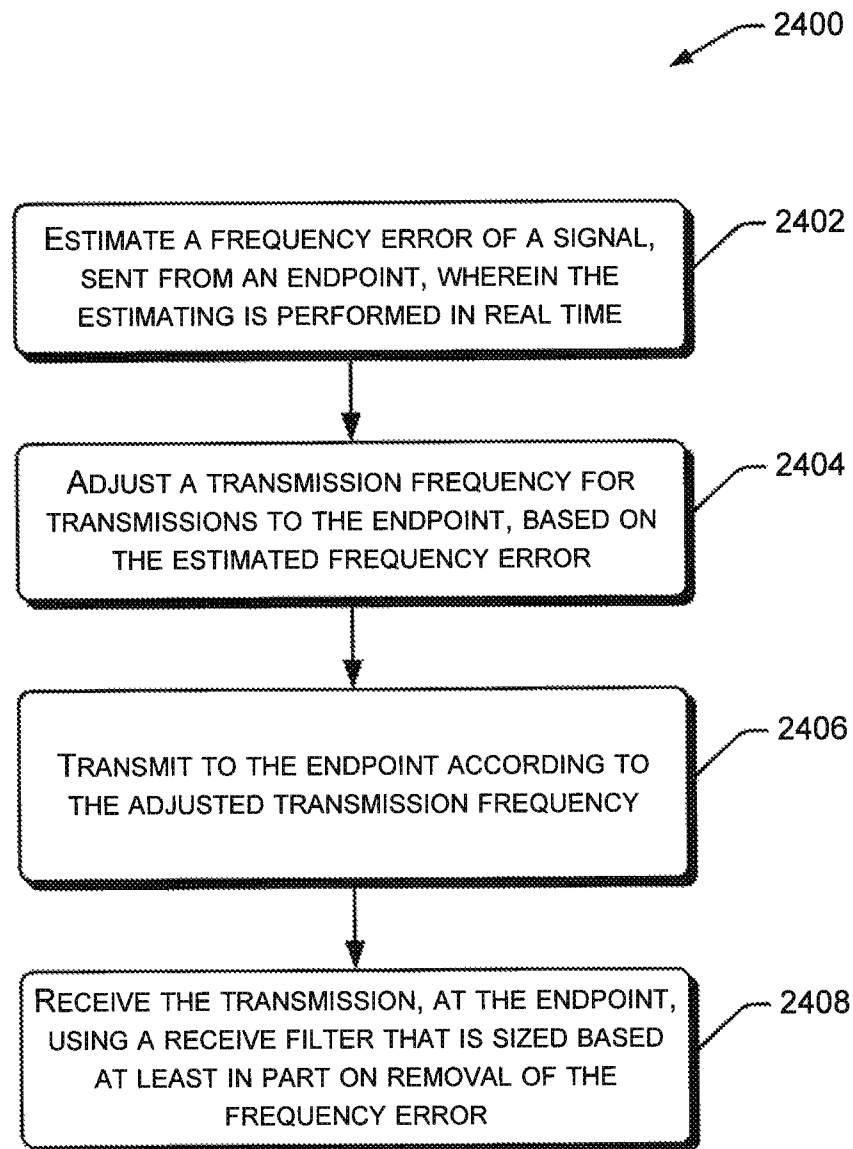 2400
ESTIMATE A FREQUENCY ERROR OF A SIGNAL,
SENT FROM AN ENDPOINT, WHEREIN THE
ESTIMATING IS PERFORMED IN REAL TIME
2402
ADJUST A TRANSMISSION FREQUENCY FOR
TRANSMISSIONS TO THE ENDPOINT, BASED ON
THE ESTIMATED FREQUENCY ERROR
2404
TRANSMIT TO THE ENDPOINT ACCORDING TO
THE ADJUSTED TRANSMISSION FREQUENCY
2406
RECEIVE THE TRANSMISSION, AT THE ENDPOINT,
USING A RECEIVE FILTER THAT IS SIZED BASED
AT LEAST IN PART ON REMOVAL OF THE
FREQUENCY ERROR
2408